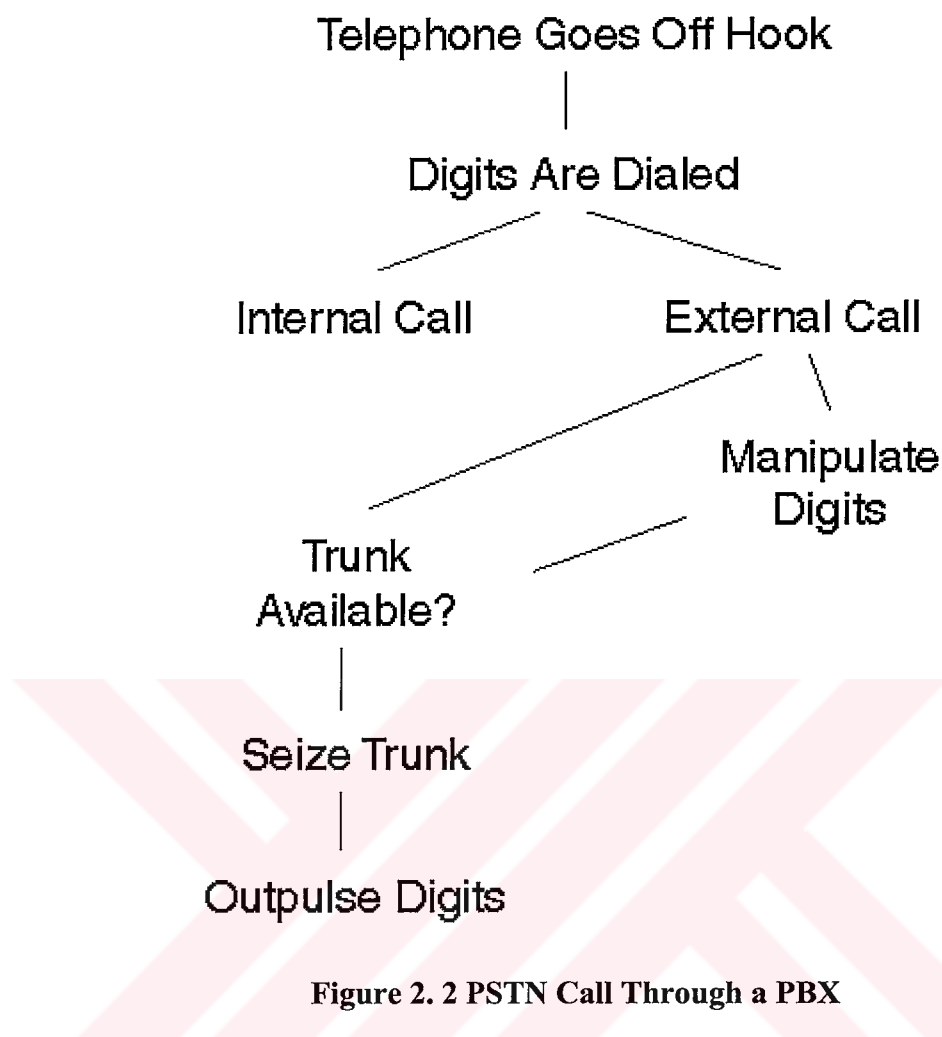 Telephone Goes Off Hook
Digits Are Dialed
Internal Call
External Call
Manipulate
Digits
Trunk
Available?
Seize Trunk
Outpulse Digits
Figure 2. 2 PSTN Call Through a PBX